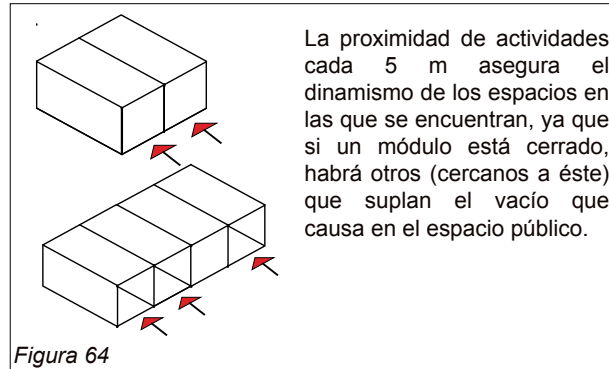 La proximidad de actividades
cada 5 m asegura el
dinamismo de los espacios en
las que se encuentran, ya que
si un módulo está cerrado,
habrá otros (cercanos a éste)
que suplan el vacío que
causa en el espacio público.
Figura 64